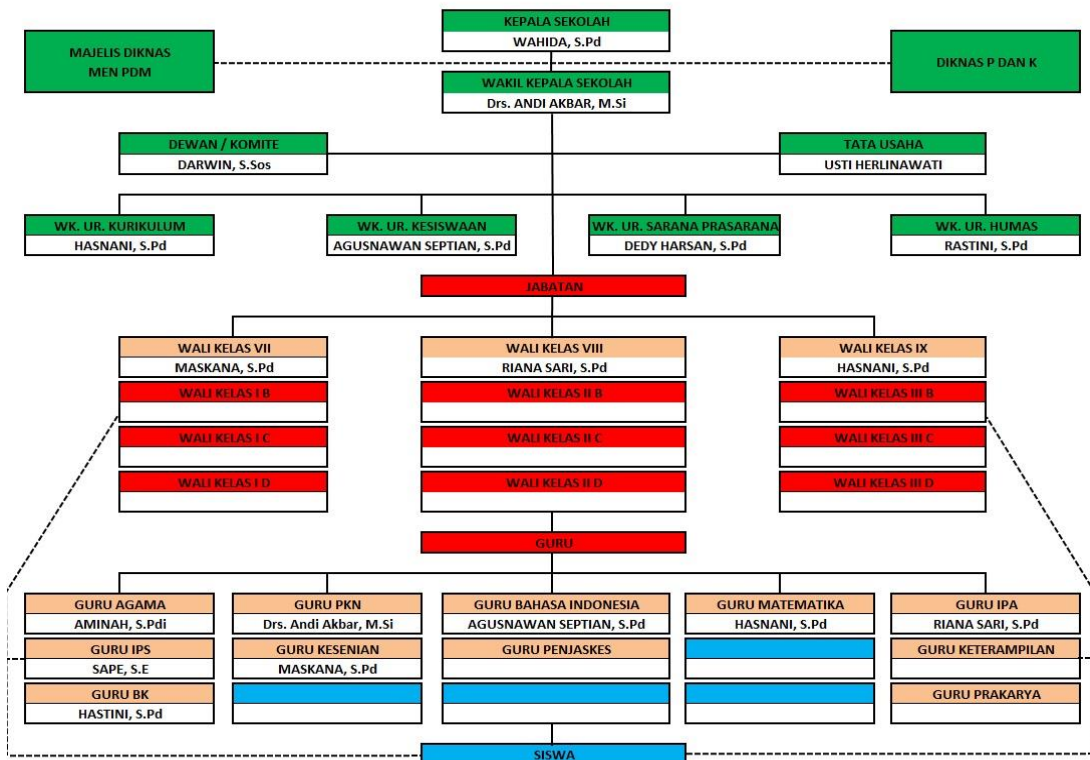 KEPALA SEKOLAH
WAHIDA, S.Pd
MAJELIS DIKNAS
MEN PDM
DIKNAS P DAN K
WAKIL KEPALA SEKOLAH
Drs. ANDI AKBAR, M.Si
DEWAN / KOMITE
DARWIN, S.Sos
TATA USAHA
USTI HERLINAWATI
WK. UR. KURIKULUM
HASNANI, S.Pd
WK. UR. KESISWAAN
AGUSNAWAN SEPTIAN, S.Pd
WK. UR. SARANA PRASARANA
DEDY HARSAN, S.Pd
WK. UR. HUMAS
RASTINI, S.Pd
JABATAN
WALI KELAS VII
MASKANA, S.Pd
WALI KELAS VIII
RIANA SARI, S.Pd
WALI KELAS IX
HASNANI, S.Pd
WALI KELAS I B
WALI KELAS II B
WALI KELAS III B
WALI KELAS I C
WALI KELAS II C
WALI KELAS III C
WALI KELAS I D
WALI KELAS II D
WALI KELAS III D
GURU
GURU AGAMA
AMINAH, S.Pdi
GURU PKN
Drs. Andi Akbar, M.Si
GURU BAHASA INDONESIA
AGUSNAWAN SEPTIAN, S.Pd
GURU MATEMATIKA
HASNANI, S.Pd
GURU IPA
RIANA SARI, S.Pd
GURU IPS
SAPE, S.E
GURU KESENIAN
MASKANA, S.Pd
GURU PENJASKES
GURU KETERAMPILAN
GURU BK
HASTINI, S.Pd
GURU PRAKARYA
SISWA